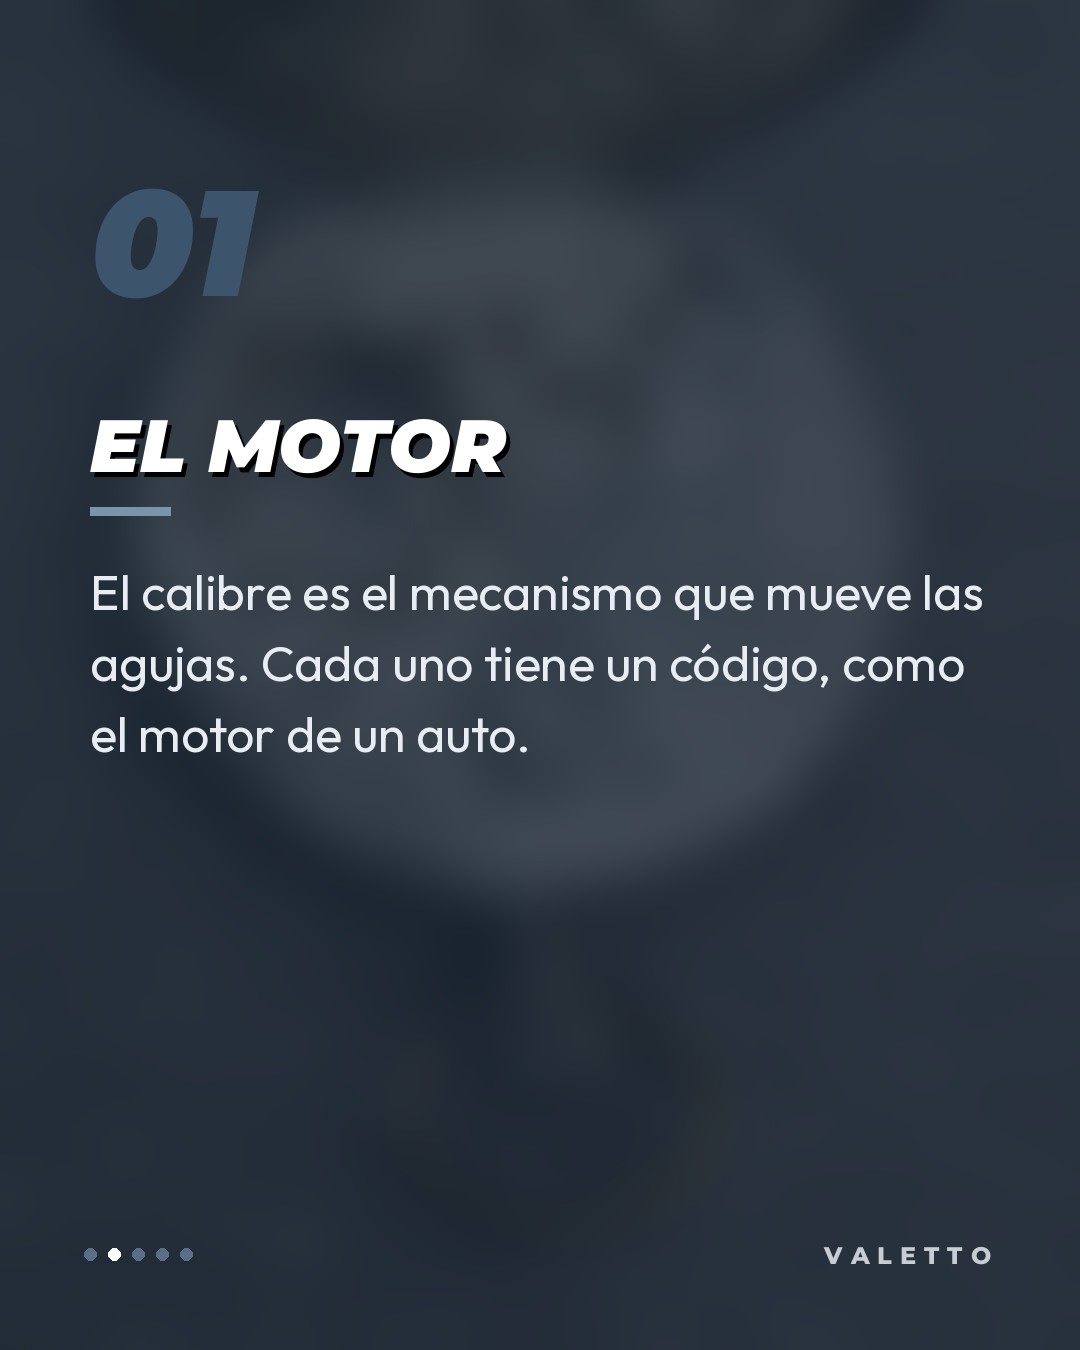 01
EL MOTOR
El calibre es el mecanismo que mueve las
agujas. Cada uno tiene un código, como
el motor de un auto.
VALETTO